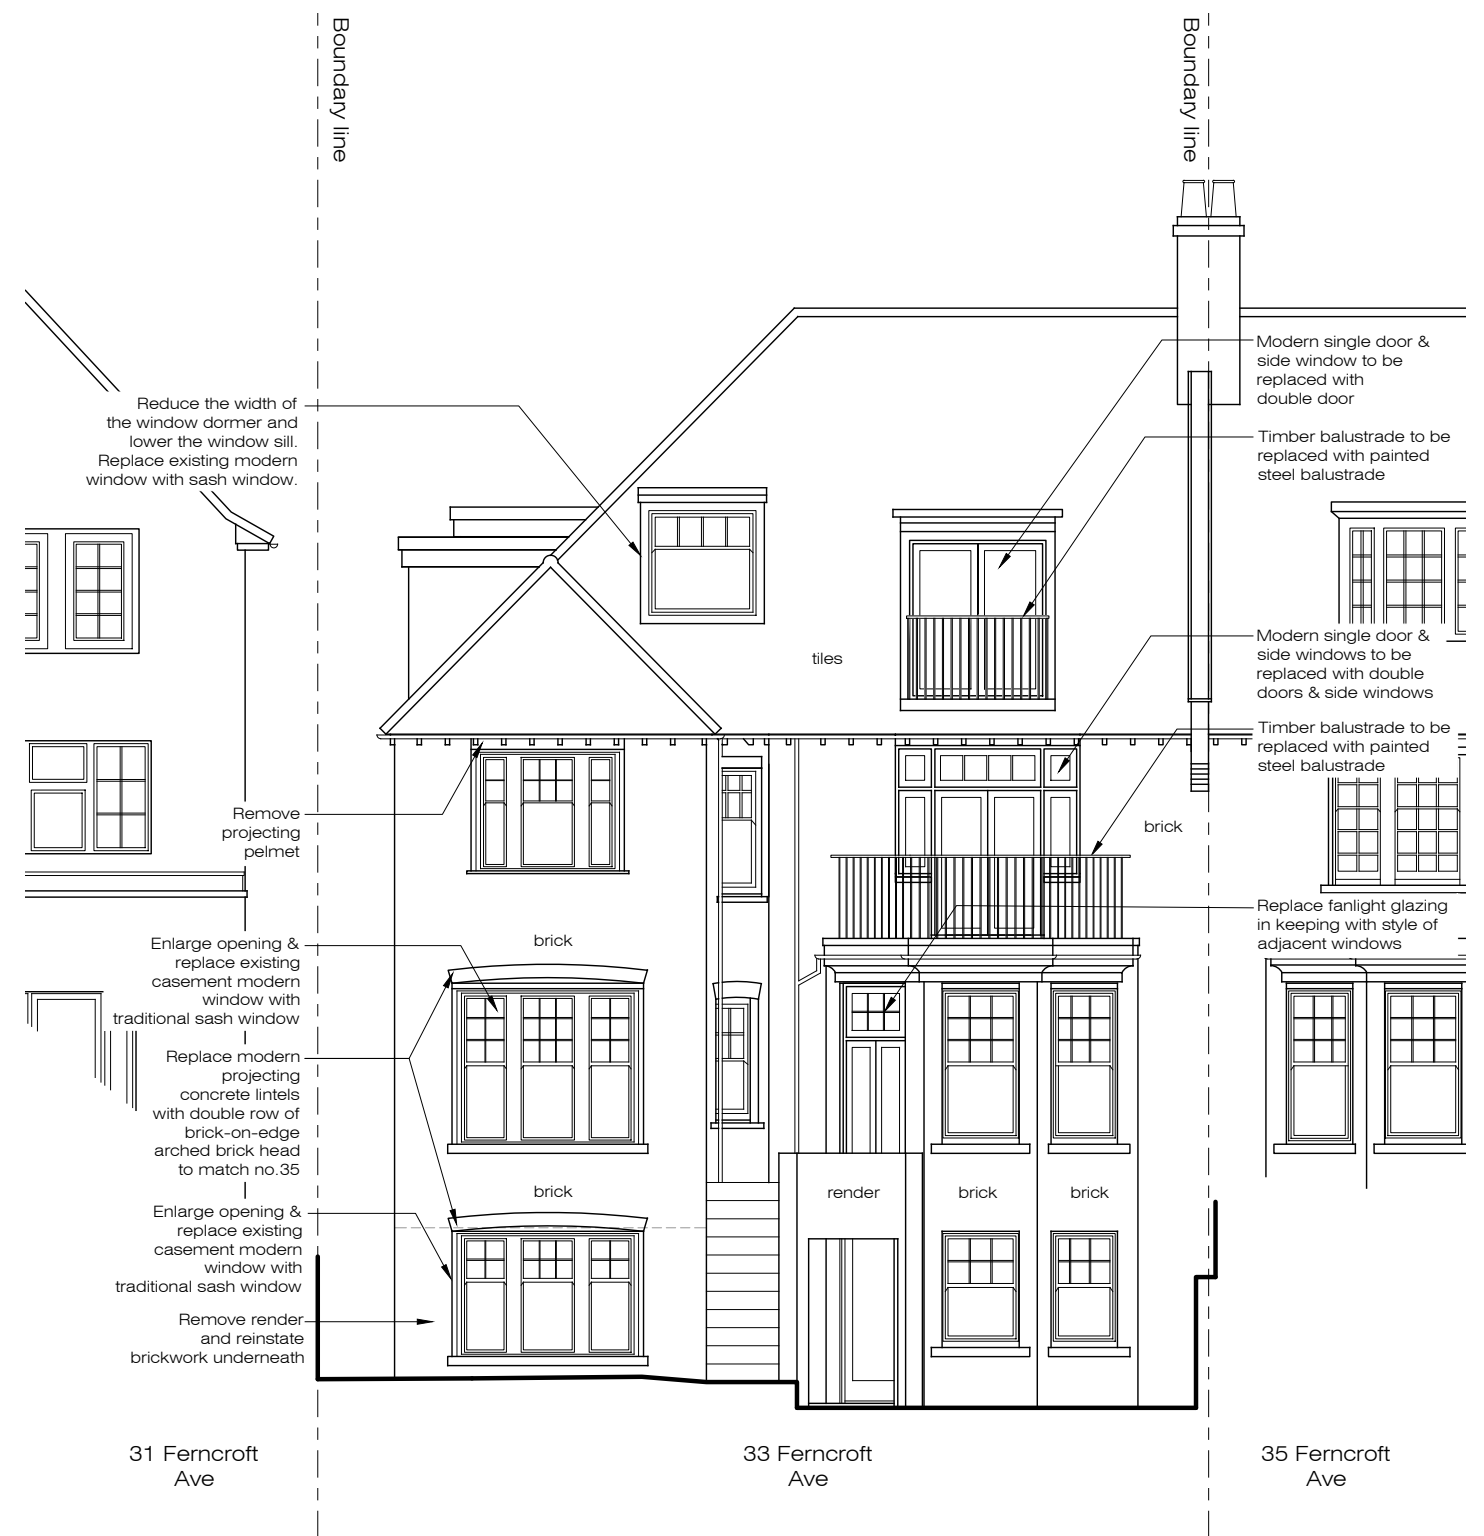 Boundary line
Boundary line
Reduce the width of
the window dormer and
lower the window sill.
Replace existing modern
window with sash window.
Remove
projecting
pelmet
Enlarge opening &
replace existing
casement modern
window with
traditional sash window
Replace modern
projecting
concrete lintels
with double row of
brick-on-edge
arched brick head
to match no.35
Enlarge opening &
replace existing
casement modern
window with
traditional sash window
Remove render
and reinstate
brickwork underneath
tiles
brick
brick
brick
render
brick
brick
Modern single door &
side window to be
replaced with
double door
Timber balustrade to be
replaced with painted
steel balustrade
Modern single door &
side windows to be
replaced with double
doors & side windows
Timber balustrade to be
replaced with painted
steel balustrade
Replace fanlight glazing
in keeping with style of
adjacent windows
31 Ferncroft
Ave
33 Ferncroft
Ave
35 Ferncroft
Ave